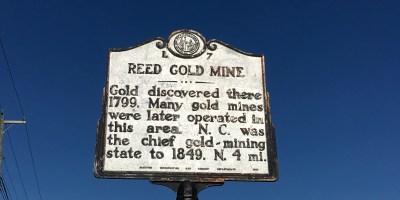 L 7
REED GOLD MINE
Gold discovered there
1799. Many gold mines
were later operated in
this area. N. C. was
the chief gold-mining
state to 1849. N. 4 mi.